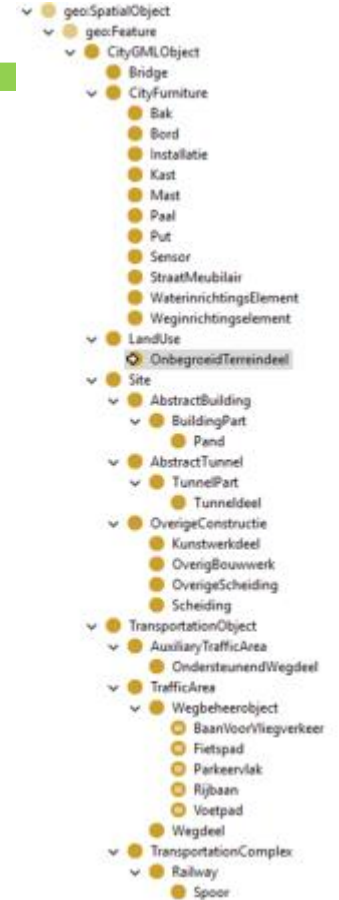 geo:SpatialObject
geo:Feature
CityGMLObject
Bridge
CityFurniture
Bak
Bord
Installatie
Kast
Mast
Paal
Put
Sensor
StraatMeubilair
WaterinrichtingsElement
Weginrichtingselement
LandUse
OnbegroeidTerreindeel
Site
AbstractBuilding
BuildingPart
Pand
AbstractTunnel
TunnelPart
Tunneldeel
OverigeConstructie
Kunstwerkdeel
OverigBouwwerk
OverigeScheiding
Scheiding
TransportationObject
AuxiliaryTrafficArea
OndersteunendWegdeel
TrafficArea
Wegbeheerobject
BaanVoorVliegverkeer
Fietspad
Parkeervlak
Rijbaan
Voetpad
Wegdeel
TransportationComplex
Railway
Spoor